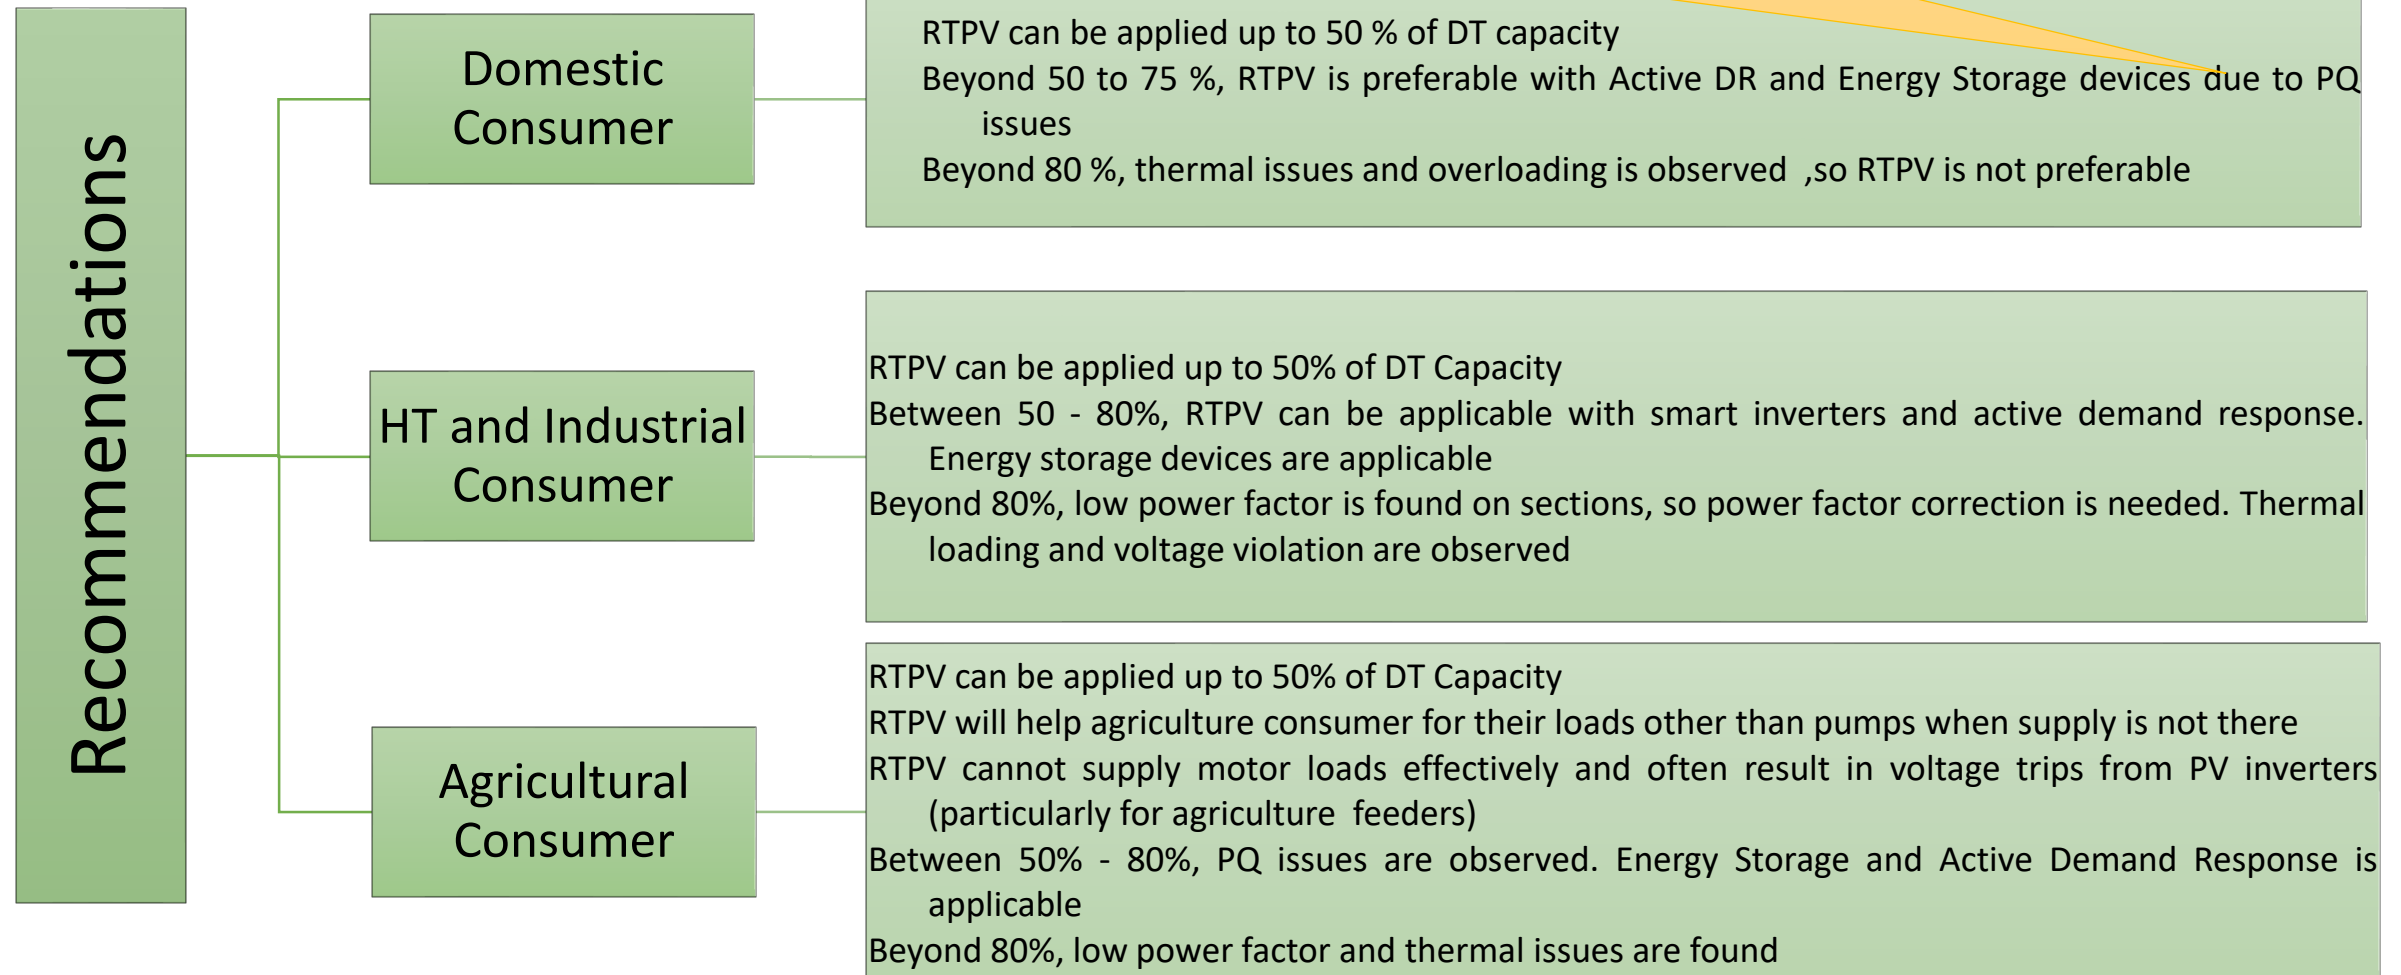 Recommendations
Domestic
Consumer
RTPV can be applied up to 50 % of DT capacity
Beyond 50 to 75 %, RTPV is preferable with Active DR and Energy Storage devices due to PQ
issues
Beyond 80 %, thermal issues and overloading is observed ,so RTPV is not preferable
HT and Industrial
Consumer
RTPV can be applied up to 50% of DT Capacity
Between 50 - 80%, RTPV can be applicable with smart inverters and active demand response.
Energy storage devices are applicable
Beyond 80%, low power factor is found on sections, so power factor correction is needed. Thermal
loading and voltage violation are observed
Agricultural
Consumer
RTPV can be applied up to 50% of DT Capacity
RTPV will help agriculture consumer for their loads other than pumps when supply is not there
RTPV cannot supply motor loads effectively and often result in voltage trips from PV inverters
(particularly for agriculture feeders)
Between 50% - 80%, PQ issues are observed. Energy Storage and Active Demand Response is
applicable
Beyond 80%, low power factor and thermal issues are found